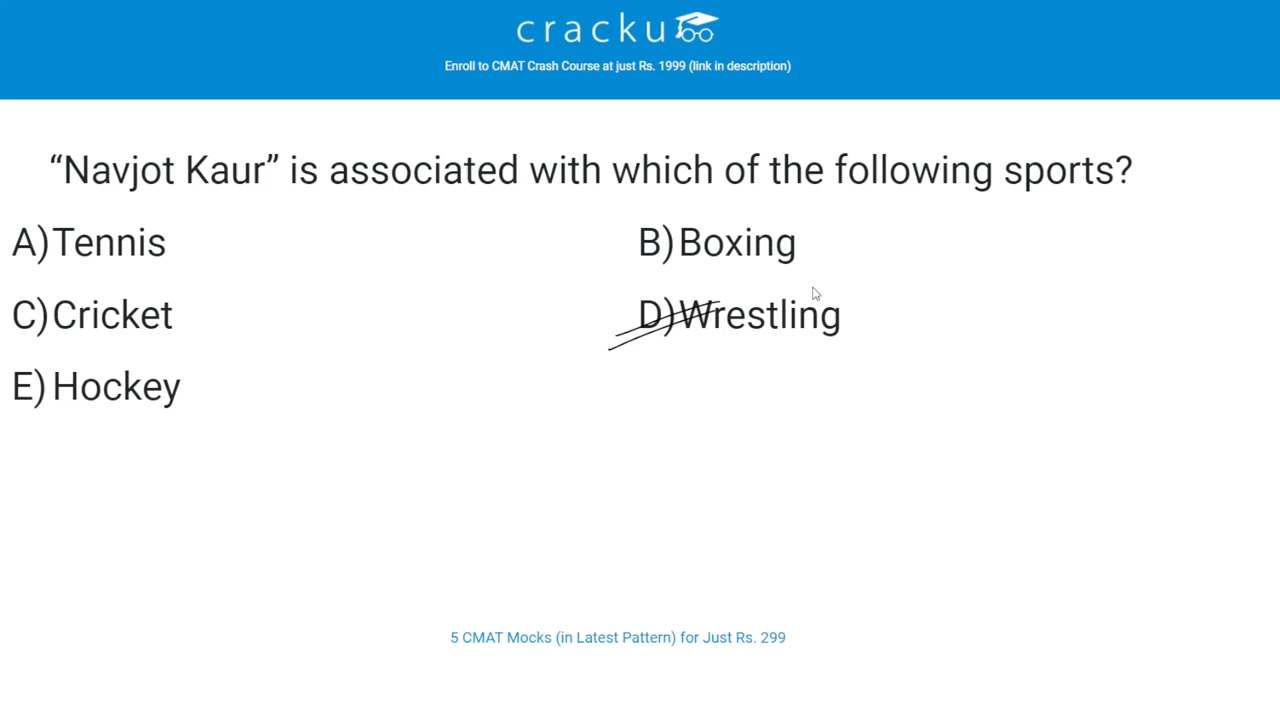 cracku
Enroll to CMAT Crash Course at just Rs. 1999 (link in description)
“Navjot Kaur” is associated with which of the following sports?
A) Tennis
B) Boxing
C) Cricket
D) Wrestling
E) Hockey
5 CMAT Mocks (in Latest Pattern) for Just Rs. 299